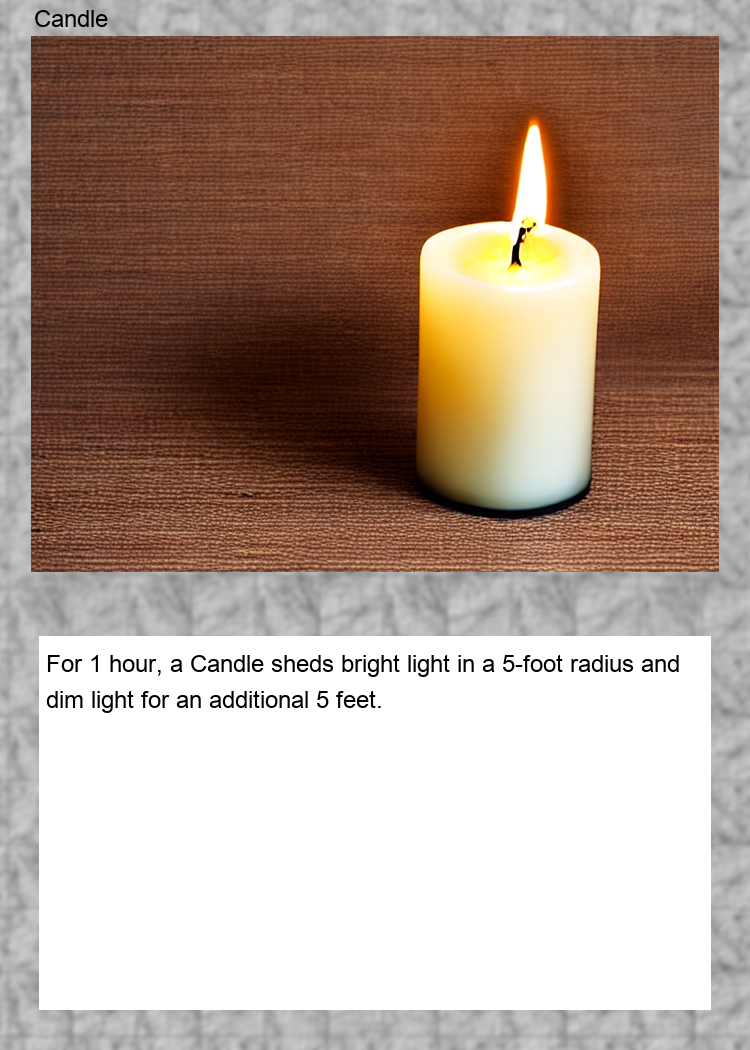 Candle
For 1 hour, a Candle sheds bright light in a 5-foot radius and
dim light for an additional 5 feet.